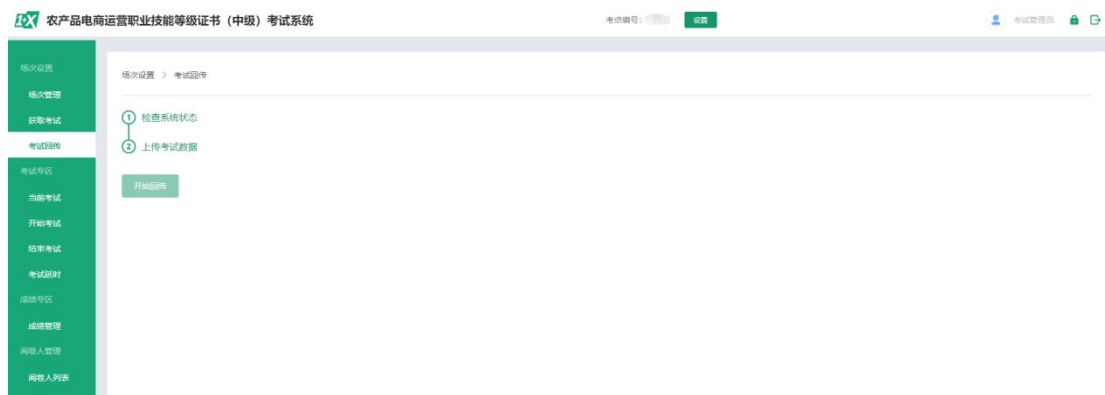 1+X 农产品电商运营职业技能等级证书（中级）考试系统
考点编号：
设置
考试管理员
场次设置
场次管理
获取考试
考试回传
考试专区
当前考试
开始考试
结束考试
考试延时
成绩专区
成绩管理
阅卷人管理
阅卷人列表
场次设置 > 考试回传
1 检查系统状态
2 上传考试数据
开始回传